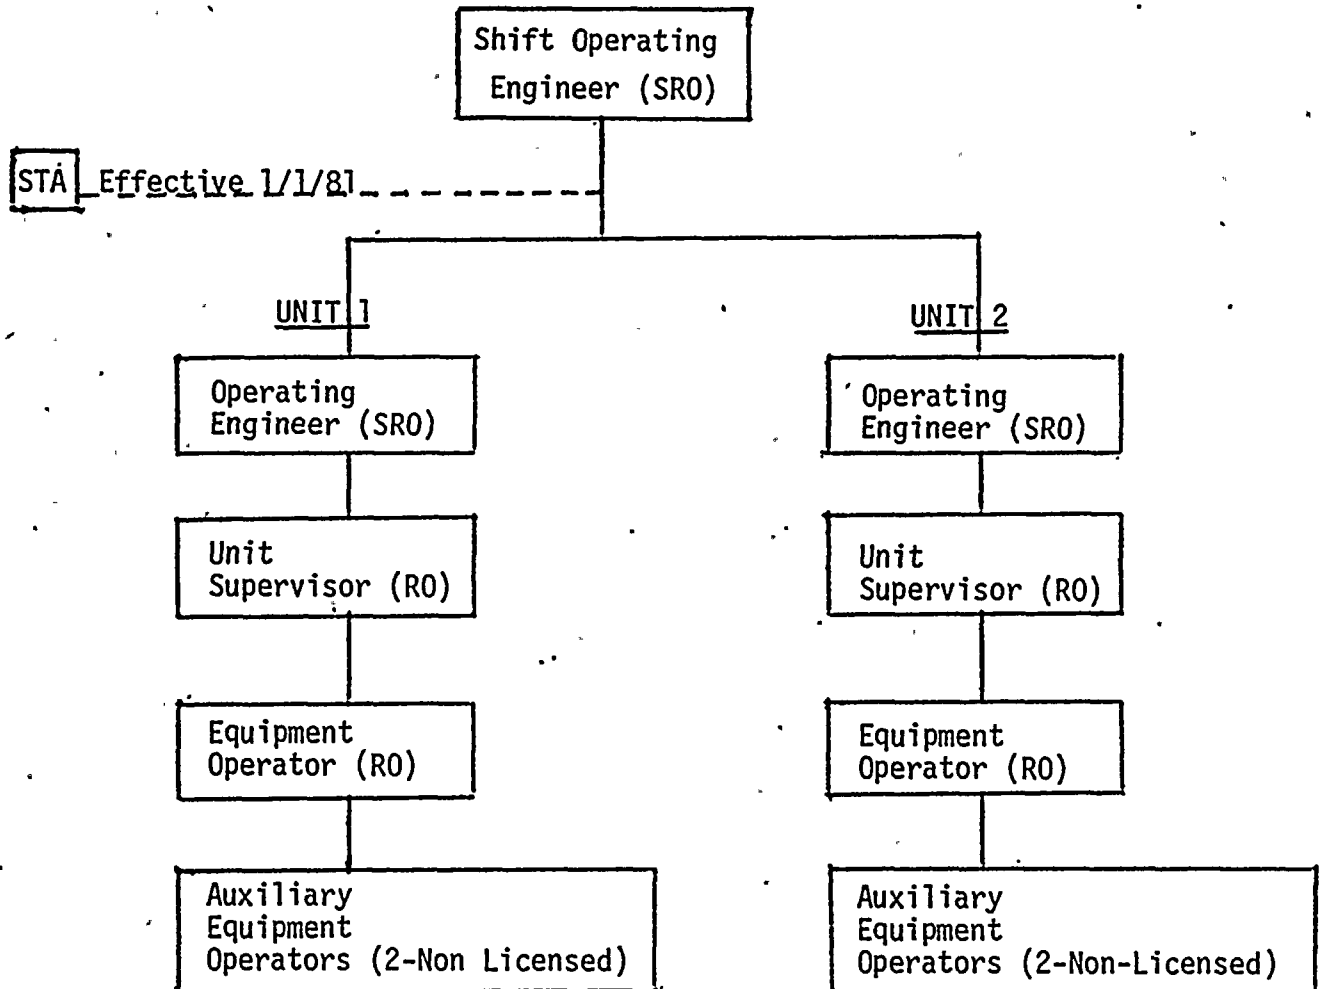 Shift Operating
Engineer (SRO)
STA Effective 1/1/81
UNIT 1
UNIT 2
Operating
Engineer (SRO)
Operating
Engineer (SRO)
Unit
Supervisor (RO)
Unit
Supervisor (RO)
Equipment
Operator (RO)
Equipment
Operator (RO)
Auxiliary
Equipment
Operators (2-Non Licensed)
Auxiliary
Equipment
Operators (2-Non-Licensed)